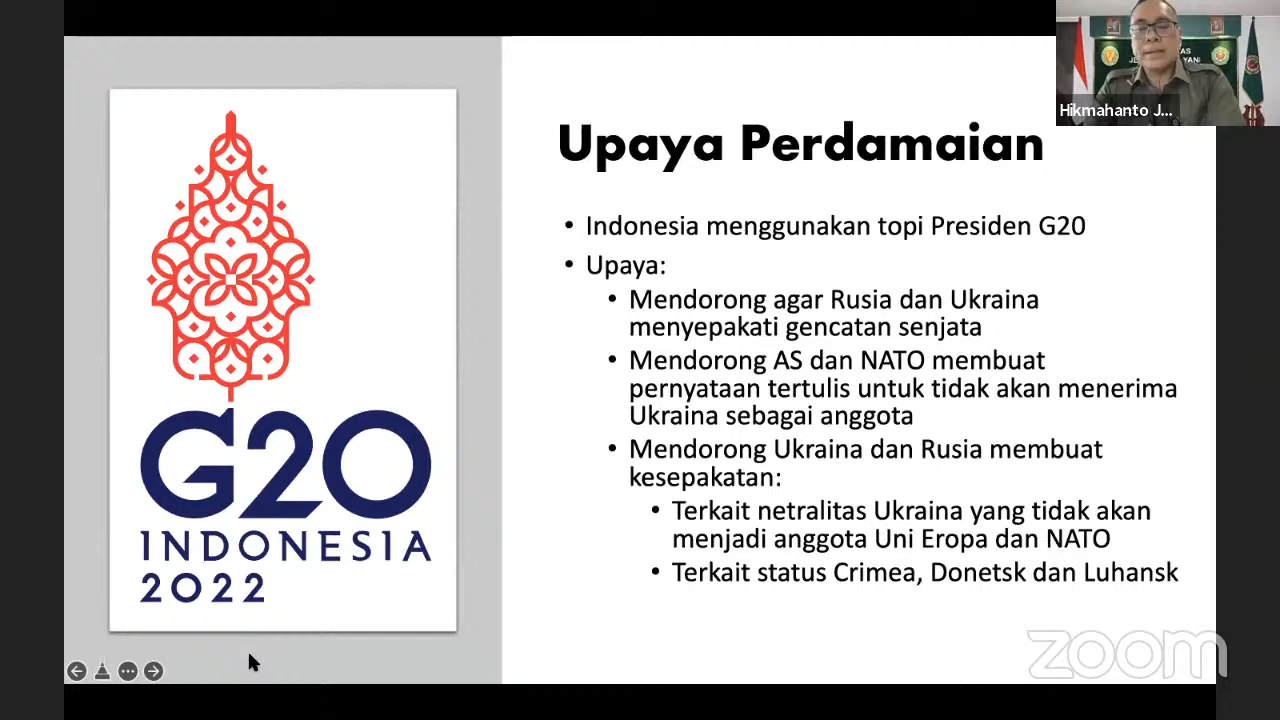 Hikmahanto J...
Upaya Perdamaian
• Indonesia menggunakan topi Presiden G20
• Upaya:
• Mendorong agar Rusia dan Ukraina
menyepakati gencatan senjata
• Mendorong AS dan NATO membuat
pernyataan tertulis untuk tidak akan menerima
Ukraina sebagai anggota
• Mendorong Ukraina dan Rusia membuat
kesepakatan:
• Terkait netralitas Ukraina yang tidak akan
menjadi anggota Uni Eropa dan NATO
• Terkait status Crimea, Donetsk dan Luhansk
G20
INDONESIA
2022
zoom